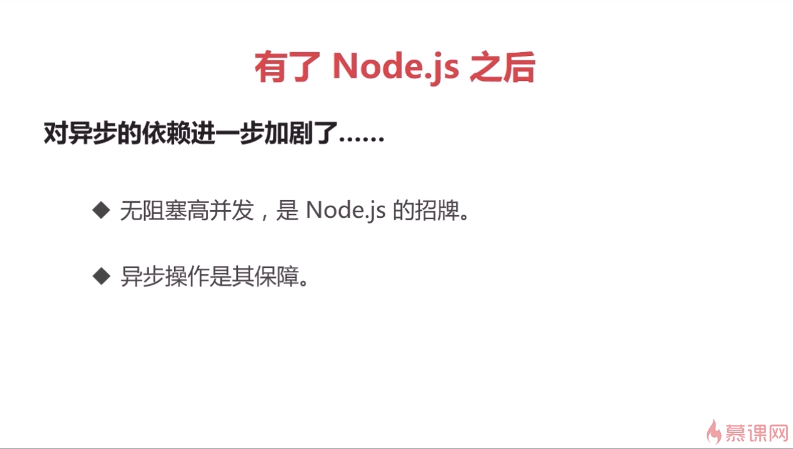 有了 Node.js 之后
对异步的依赖进一步加剧了……
◆ 无阻塞高并发，是 Node.js 的招牌。
◆ 异步操作是其保障。
慕课网